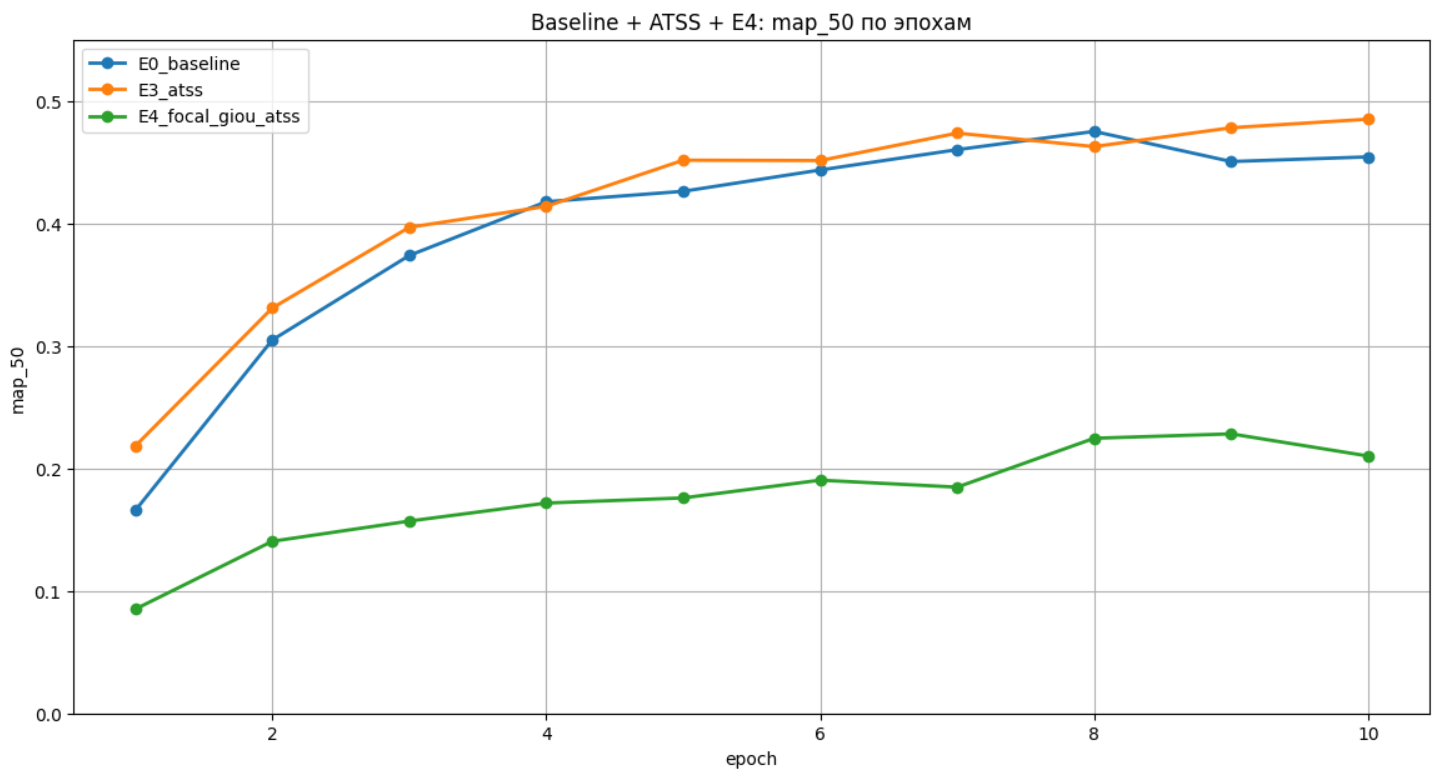 Baseline + ATSS + E4: map_50 по эпохам
E0_baseline
E3_atss
E4_focal_giou_atss
map_50
0.5
0.4
0.3
0.2
0.1
0.0
2 4 6 8 10
epoch